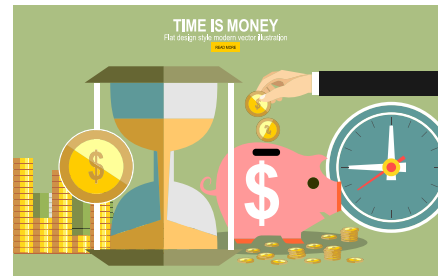 TIME IS MONEY
Flat design style modern vector illustration
READ MORE
$
$